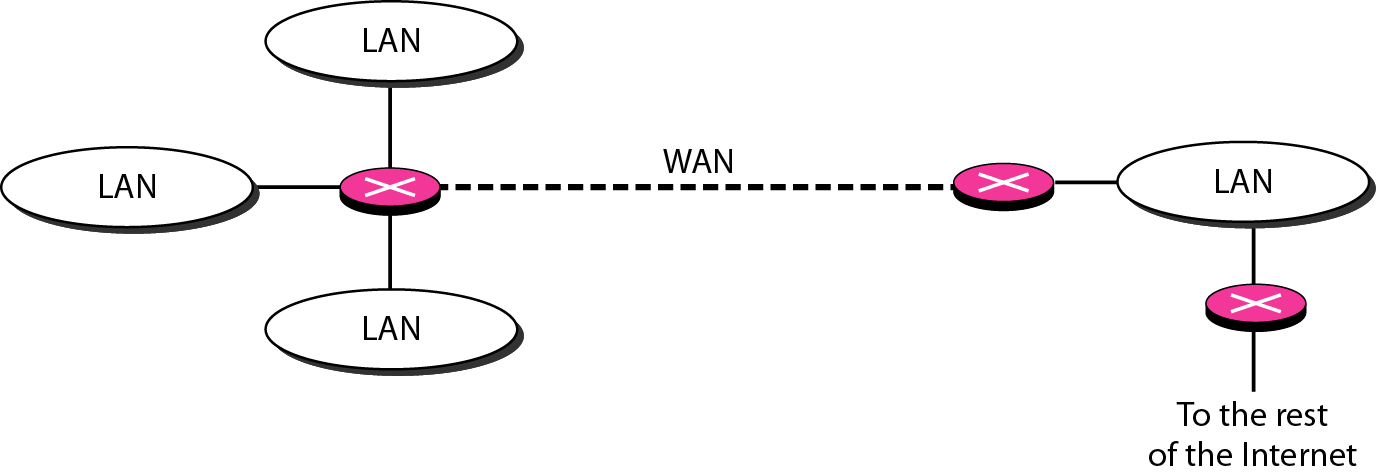 LAN
WAN
LAN
LAN
LAN
To the rest
of the Internet